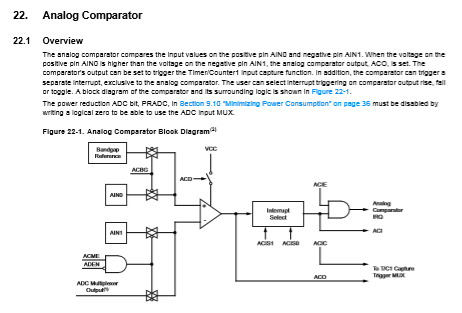 22. Analog Comparator
22.1 Overview
The analog comparator compares the input values on the positive pin AIN0 and negative pin AIN1. When the voltage on the
positive pin AIN0 is higher than the voltage on the negative pin AIN1, the analog comparator output, ACO, is set. The
comparator's output can be set to trigger the Timer/Counter1 input capture function. In addition, the comparator can trigger a
separate interrupt, exclusive to the analog comparator. The user can select interrupt triggering on comparator output rise, fall
or toggle. A block diagram of the comparator and its surrounding logic is shown in Figure 22-1.
The power reduction ADC bit, PRADC, in Section 9.10 "Minimizing Power Consumption" on page 36 must be disabled by
writing a logical zero to be able to use the ADC input MUX.
Figure 22-1. Analog Comparator Block Diagram(2)
Bandgap
Reference
VCC
ACBG
ACD
ACIE
AIN0
+
Analog
Comparator
IRQ
Interrupt
Select
-
AIN1
ACI
ACIS1 ACIS0 ACIC
ACME
ADEN
To T/C1 Capture
Trigger MUX
ACO
ADC Multiplexer
Output(1)